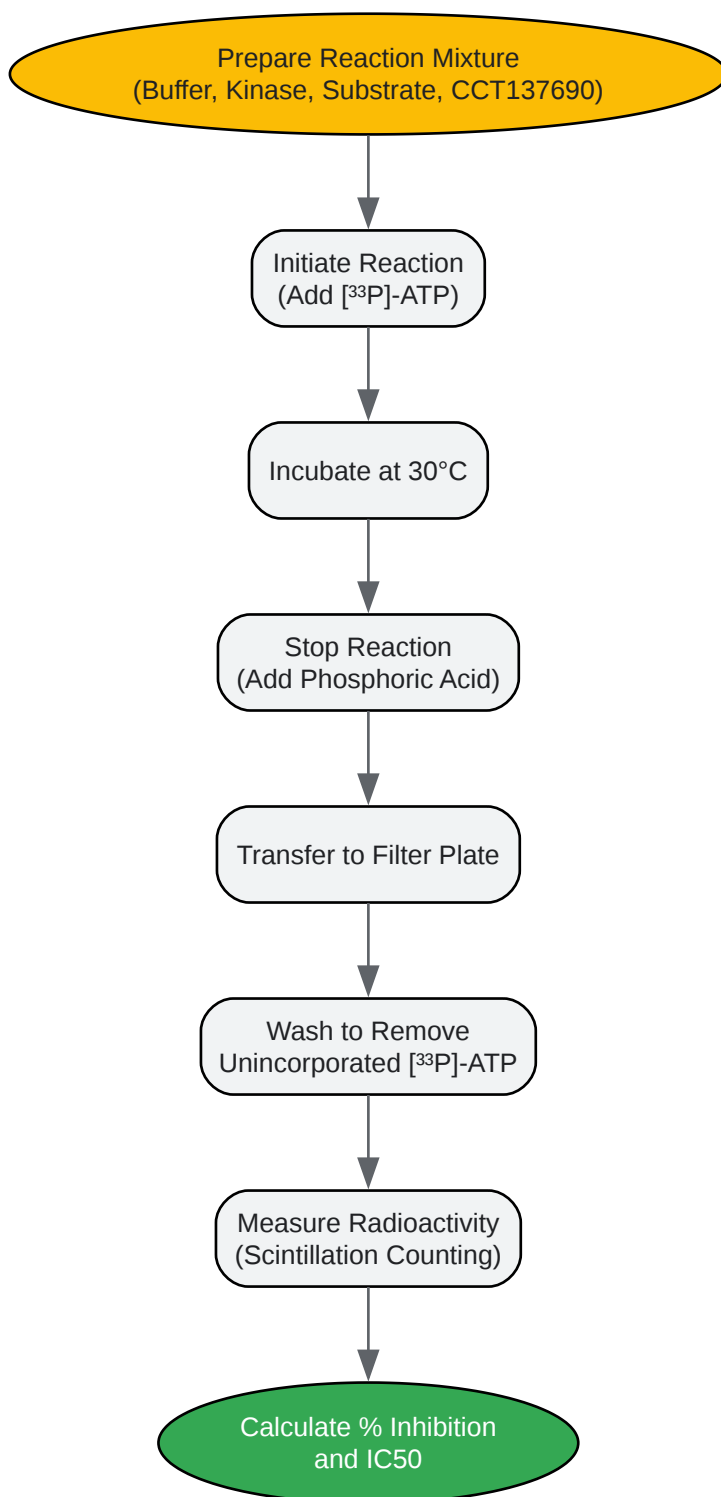 Prepare Reaction Mixture
(Buffer, Kinase, Substrate, CCT137690)
Initiate Reaction
(Add [³³P]-ATP)
Incubate at 30°C
Stop Reaction
(Add Phosphoric Acid)
Transfer to Filter Plate
Wash to Remove
Unincorporated [³³P]-ATP
Measure Radioactivity
(Scintillation Counting)
Calculate % Inhibition
and IC50